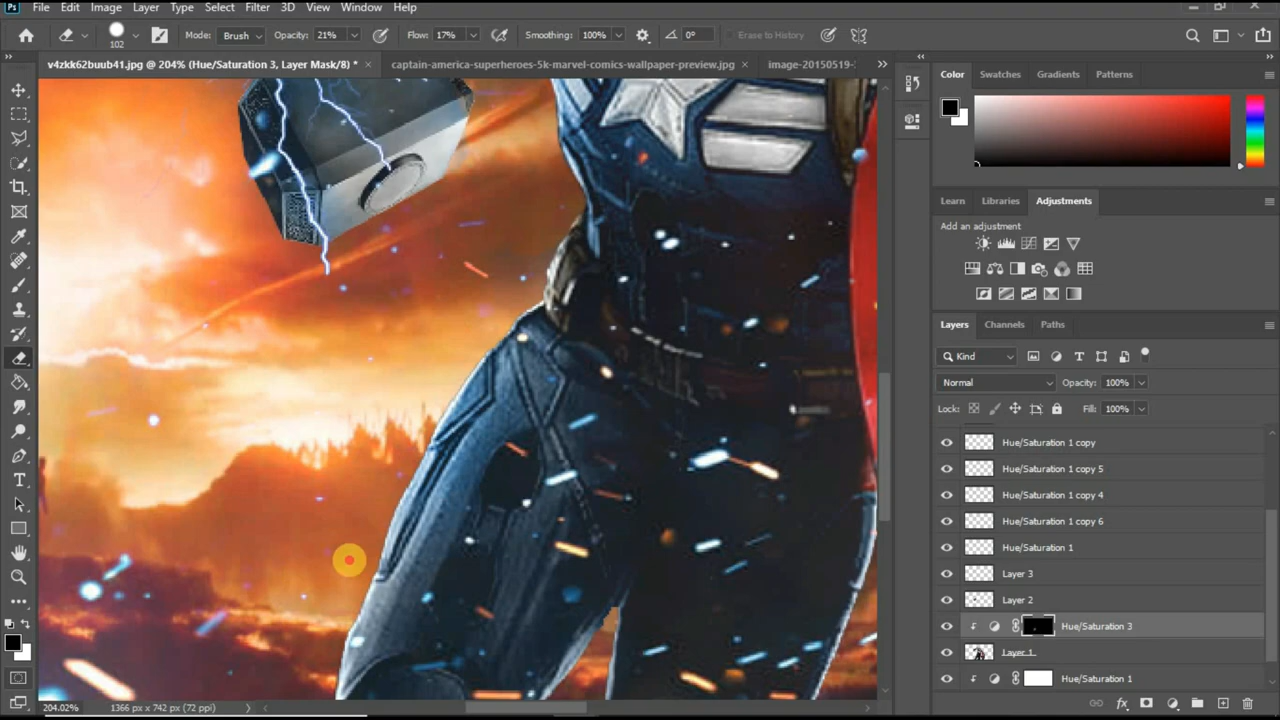 Ps File Edit Image Layer Type Select Filter 3D View Window Help
102 Mode: Brush Opacity: 21% Flow: 17% Smoothing: 100% 0° Erase to History
v4zkk62buub41.jpg @ 204% (Hue/Saturation 3, Layer Mask/8) * × captain-america-superheroes-5k-marvel-comics-wallpaper-preview.jpg × image-20150519-
Color Swatches Gradients Patterns
Learn Libraries Adjustments
Add an adjustment
Layers Channels Paths
Kind
Normal Opacity: 100%
Lock: Fill: 100%
Hue/Saturation 1 copy
Hue/Saturation 1 copy 5
Hue/Saturation 1 copy 4
Hue/Saturation 1 copy 6
Hue/Saturation 1
Layer 3
Layer 2
Hue/Saturation 3
Layer 1
Hue/Saturation 1
204.02% 1366 px x 742 px (72 ppi)
fx